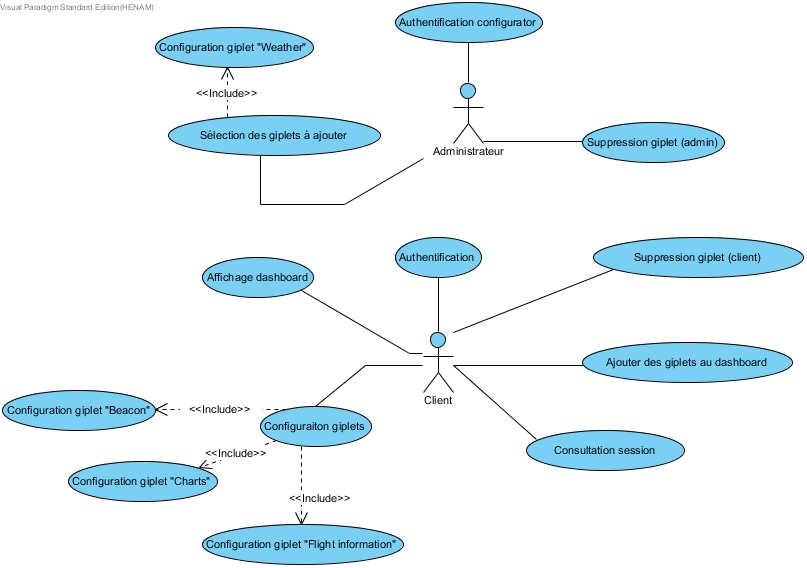 Visual Paradigm Standard Edition(HENAM)
Authentification configurator
Configuration giplet "Weather"
<<Include>>
Sélection des giplets à ajouter
Suppression giplet (admin)
Administrateur
Authentification
Suppression giplet (client)
Affichage dashboard
Ajouter des giplets au dashboard
Client
Configuration giplet "Beacon"
<<Include>>
Configuraiton giplets
Consultation session
<<Include>>
Configuration giplet "Charts"
<<Include>>
Configuration giplet "Flight information"